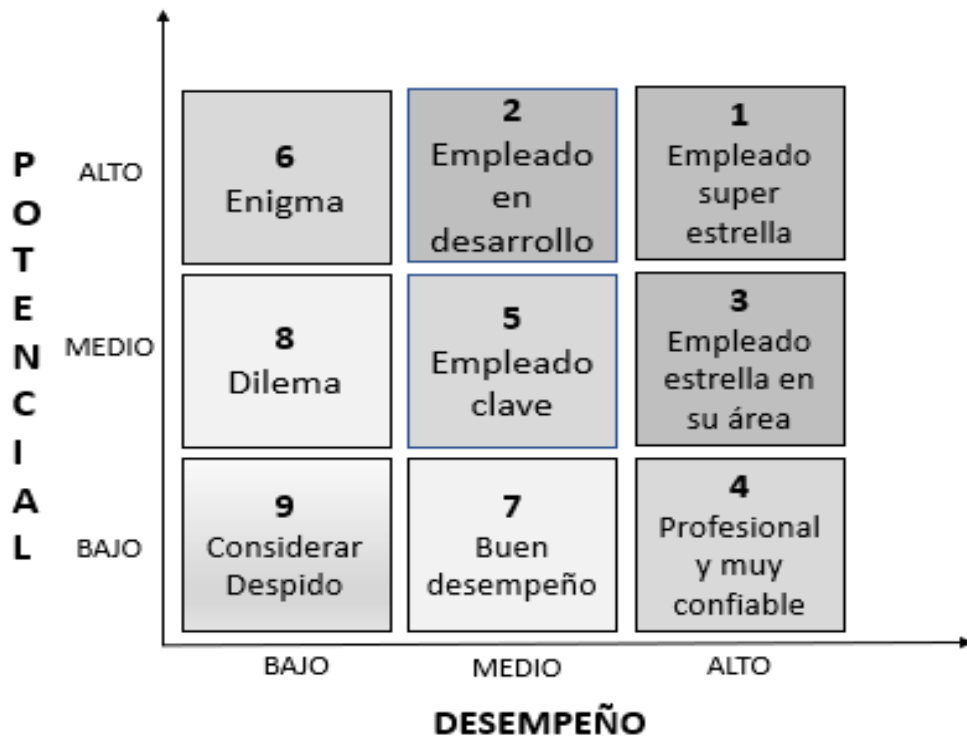 POTENCIAL
ALTO
6
Enigma
2
Empleado
en
desarrollo
1
Empleado
super
estrella
MEDIO
8
Dilema
5
Empleado
clave
3
Empleado
estrella en
su área
BAJO
9
Considerar
Despido
7
Buen
desempeño
4
Profesional
y muy
confiable
BAJO
MEDIO
ALTO
DESEMPEÑO